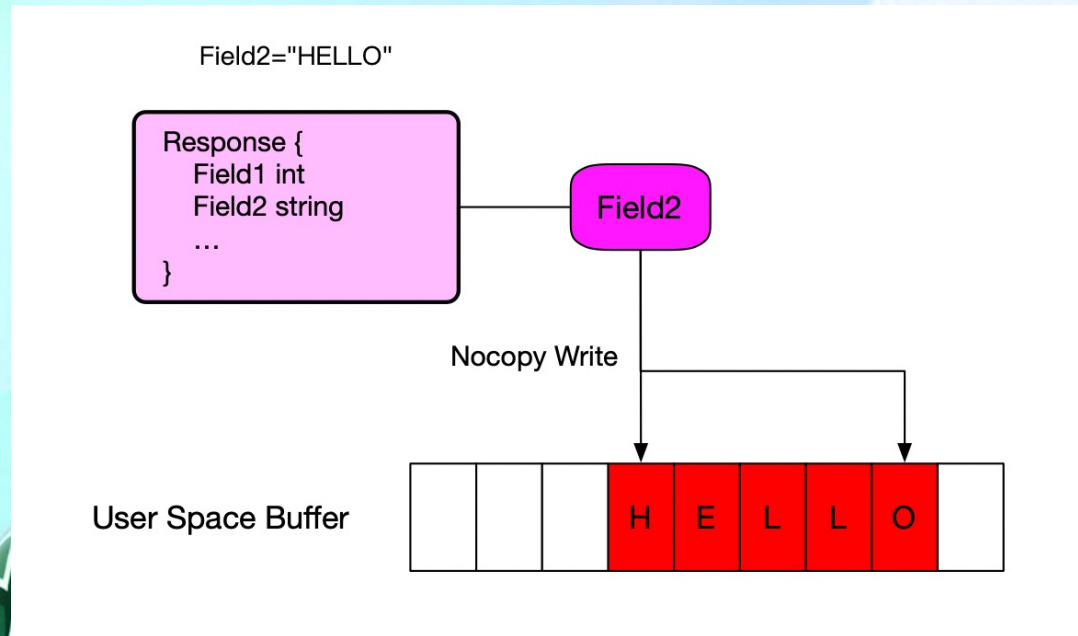 Field2="HELLO"
Response {
Field1 int
Field2 string
...
}
Field2
Nocopy Write
User Space Buffer
H E L L O